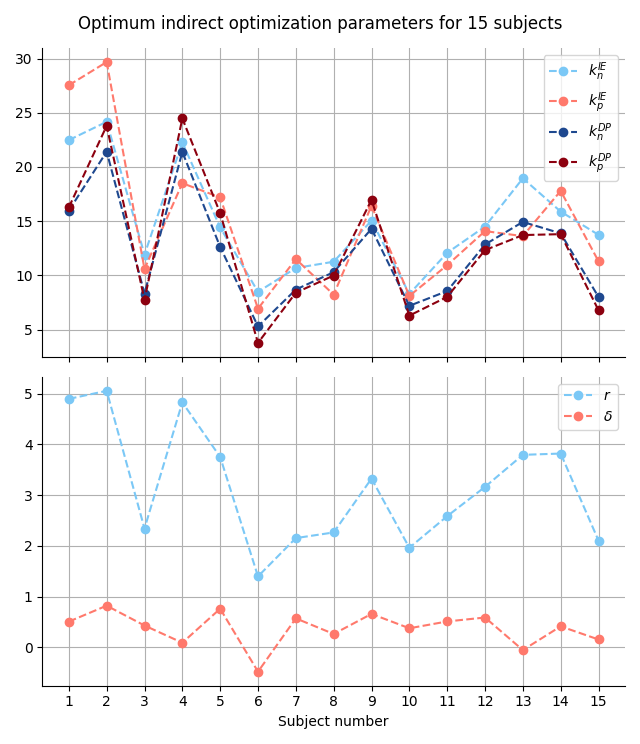 Optimum indirect optimization parameters for 15 subjects
30
25
20
15
10
5
k_n^{IE}
k_p^{IE}
k_n^{DP}
k_p^{DP}
5
4
3
2
1
0
r
δ
1 2 3 4 5 6 7 8 9 10 11 12 13 14 15
Subject number